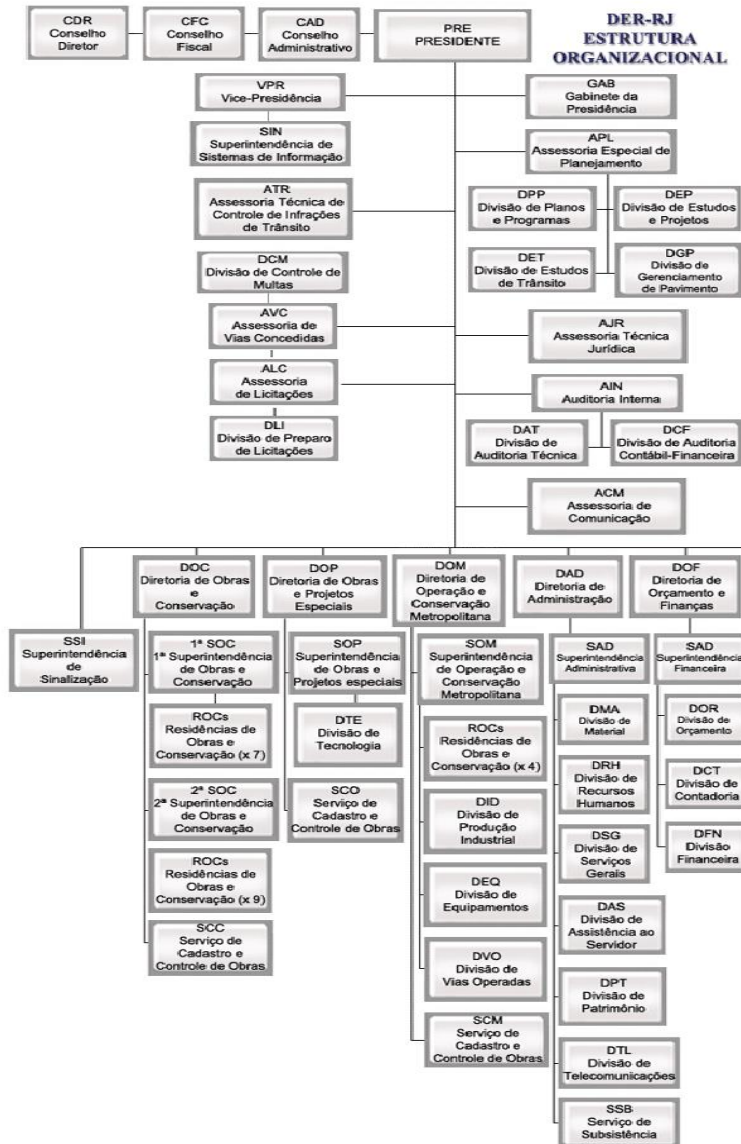 CDR
Conselho
Diretor
CFC
Conselho
Fiscal
CAD
Conselho
Administrativo
PRE
PRESIDENTE
DER-RJ
ESTRUTURA
ORGANIZACIONAL
VPR
Vice-Presidência
GAB
Gabinete da
Presidência
SIN
Superintendência de
Sistemas de Informação
APL
Assessoria Especial de
Planejamento
ATR
Assessoria Técnica de
Controle de Infrações
de Trânsito
DPP
Divisão de Planos
e Programas
DEP
Divisão de Estudos
e Projetos
DCM
Divisão de Controle de
Multas
DET
Divisão de Estudos
de Trânsito
DGP
Divisão de
Gerenciamento
de Pavimento
AVC
Assessoria de
Vias Concedidas
AJR
Assessoria Técnica
Jurídica
ALC
Assessoria
de Licitações
AIN
Auditoria Interna
DLI
Divisão de Preparo
de Licitações
DAT
Divisão de
Auditoria Técnica
DCF
Divisão de Auditoria
Contábil-Financeira
ACM
Assessoria de
Comunicação
SSI
Superintendência
de
Sinalização
DOC
Diretoria de Obras
e
Conservação
1ª SOC
1ª Superintendência
de Obras e
Conservação
ROCs
Residências de
Obras e
Conservação (x 7)
2ª SOC
2ª Superintendência
de Obras e
Conservação
ROCs
Residências de
Obras e
Conservação (x 9)
SCC
Serviço de
Cadastro e
Controle de Obras
DOP
Diretoria de Obras
e Projetos
Especiais
SOP
Superintendência
de Obras e
Projetos especiais
DTE
Divisão de
Tecnologia
SCO
Serviço de
Cadastro e
Controle de Obras
DOM
Diretoria de
Operação e
Conservação
Metropolitana
SOM
Superintendência
de Operação e
Conservação
Metropolitana
ROCs
Residências de
Obras e
Conservação (x 4)
DID
Divisão de
Produção
Industrial
DEQ
Divisão de
Equipamentos
DVO
Divisão de
Vias Operadas
SCM
Serviço de
Cadastro e
Controle de Obras
DAD
Diretoria de
Administração
SAD
Superintendência
Administrativa
DMA
Divisão de
Material
DRH
Divisão de
Recursos
Humanos
DSG
Divisão de
Serviços
Gerais
DAS
Divisão de
Assistência ao
Servidor
DPT
Divisão de
Patrimônio
DTL
Divisão de
Telecomunicações
SSB
Serviço de
Subsistência
DOF
Diretoria de
Orçamento e
Finanças
SAD
Superintência
Financeira
DOR
Divisão de
Orçamento
DCT
Divisão de
Contadoria
DFN
Divisão
Financeira